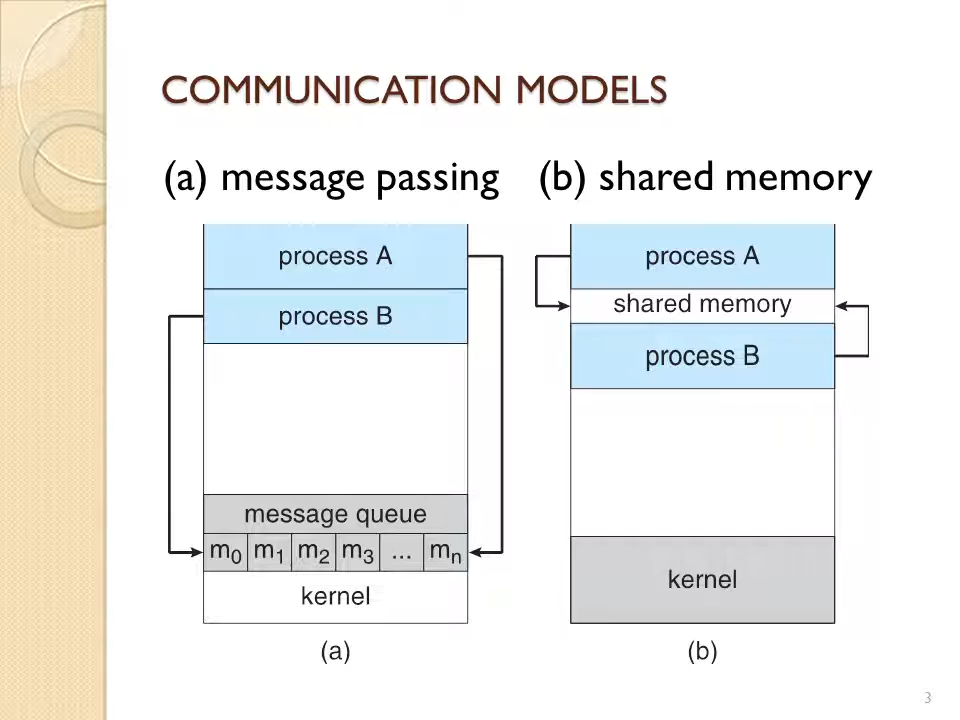 COMMUNICATION MODELS
(a) message passing (b) shared memory
process A
process B
message queue
m0 m1 m2 m3 ... mn
kernel
(a)
process A
shared memory
process B
kernel
(b)
3